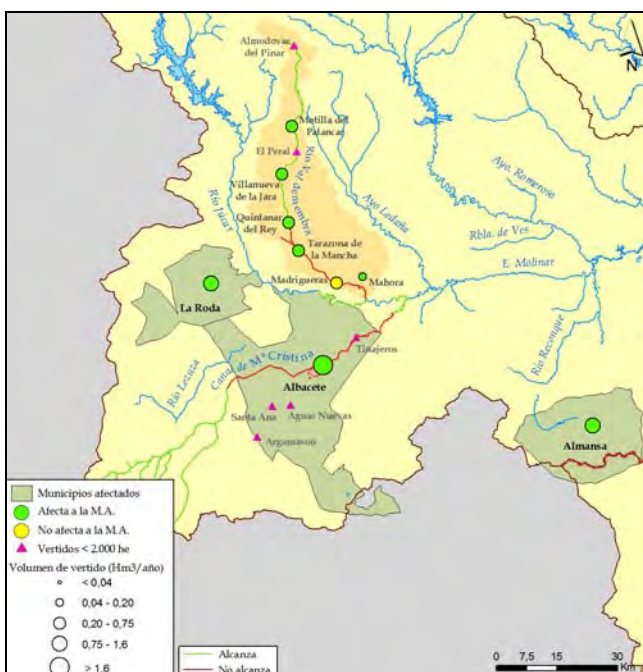 Almodovar
del Pinar
N
Motilla del
Palancar
El Peral
Río Valdemembra
Villanueva
de la Jara
Río Júcar
Ayo Ledaña
Ayo. Romeroso
Quintanar
del Rey
Rbla. de Ves
Tarazona de
la Mancha
E. Molinar
Madrigueras
Mahora
La Roda
Tinajeros
Río Reconque
Canal de Mª Cristina
Río Lezuza
Albacete
Santa Ana
Aguas Nuevas
Almansa
Argamason
Municipios afectados
Afecta a la M.A.
No afecta a la M.A.
Vertidos < 2.000 he
Volumen de vertido (Hm3/año)
< 0,04
0,04 - 0,20
0,20 - 0,75
0,75 - 1,6
> 1,6
Alcanza
No alcanza
0 7,5 15 30
Km